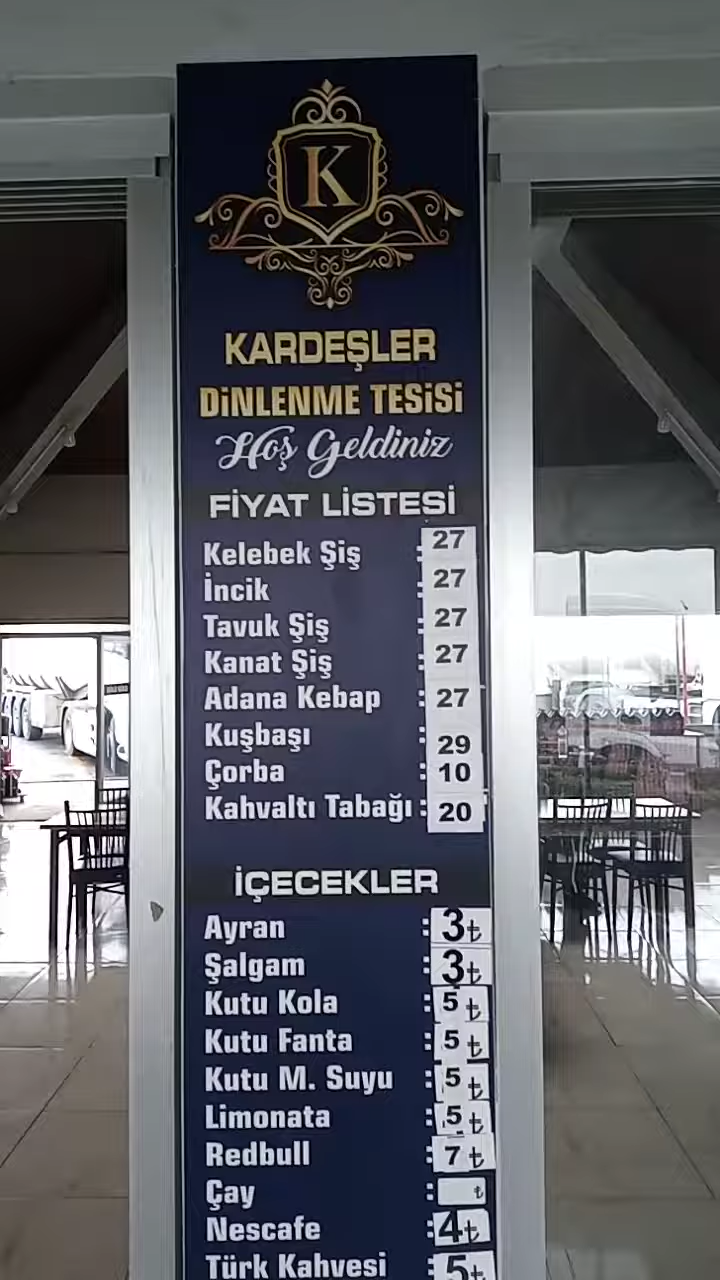 K
KARDEŞLER
DİNLENME TESİSİ
Hoş Geldiniz
FİYAT LİSTESİ
Kelebek Şiş : 27
İncik : 27
Tavuk Şiş : 27
Kanat Şiş : 27
Adana Kebap : 27
Kuşbaşı : 29
Çorba : 10
Kahvaltı Tabağı : 20
İÇECEKLER
Ayran : 3₺
Şalgam : 3₺
Kutu Kola : 5 ₺
Kutu Fanta : 5 ₺
Kutu M. Suyu : 5 ₺
Limonata : 5 ₺
Redbull : 7 ₺
Çay : ₺
Nescafe : 4₺
Türk Kahvesi : 5₺